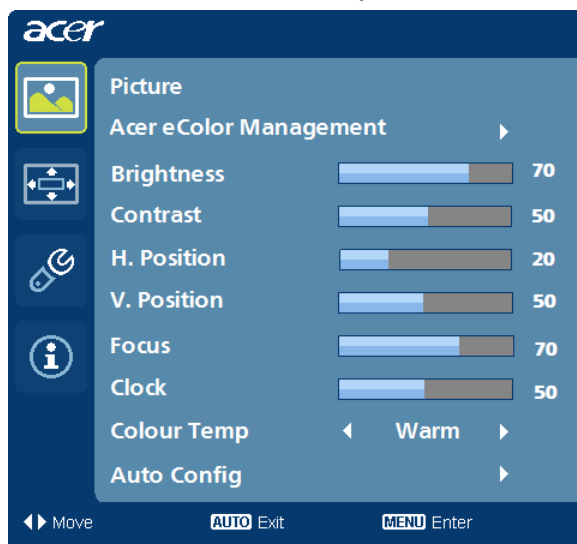 acer
Picture
Acer eColor Management
Brightness 70
Contrast 50
H. Position 20
V. Position 50
Focus 70
Clock 50
Colour Temp Warm
Auto Config
Move AUTO Exit MENU Enter